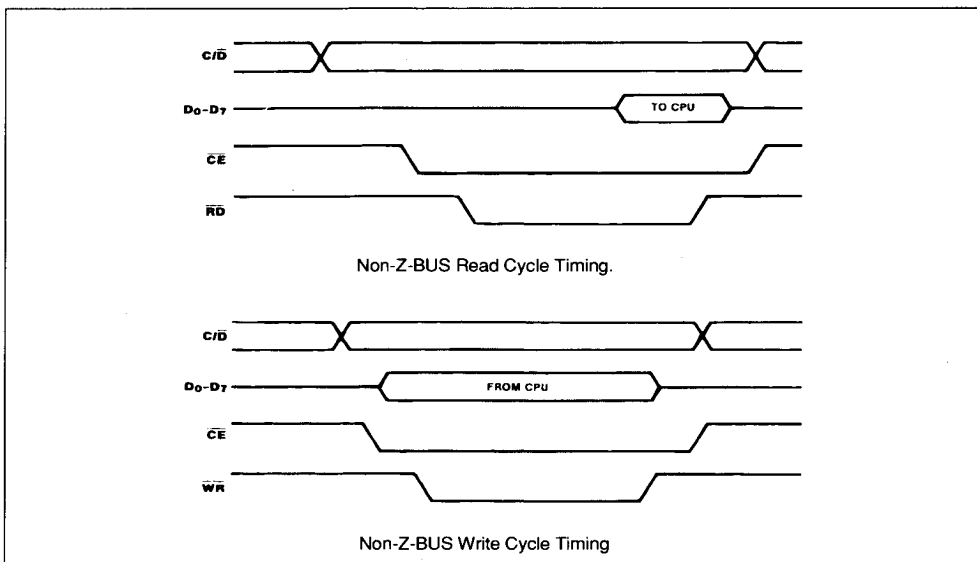 C/D̅
D₀-D₇ TO CPU
C̅E̅
R̅D̅
Non-Z-BUS Read Cycle Timing.
C/D̅
D₀-D₇ FROM CPU
C̅E̅
W̅R̅
Non-Z-BUS Write Cycle Timing